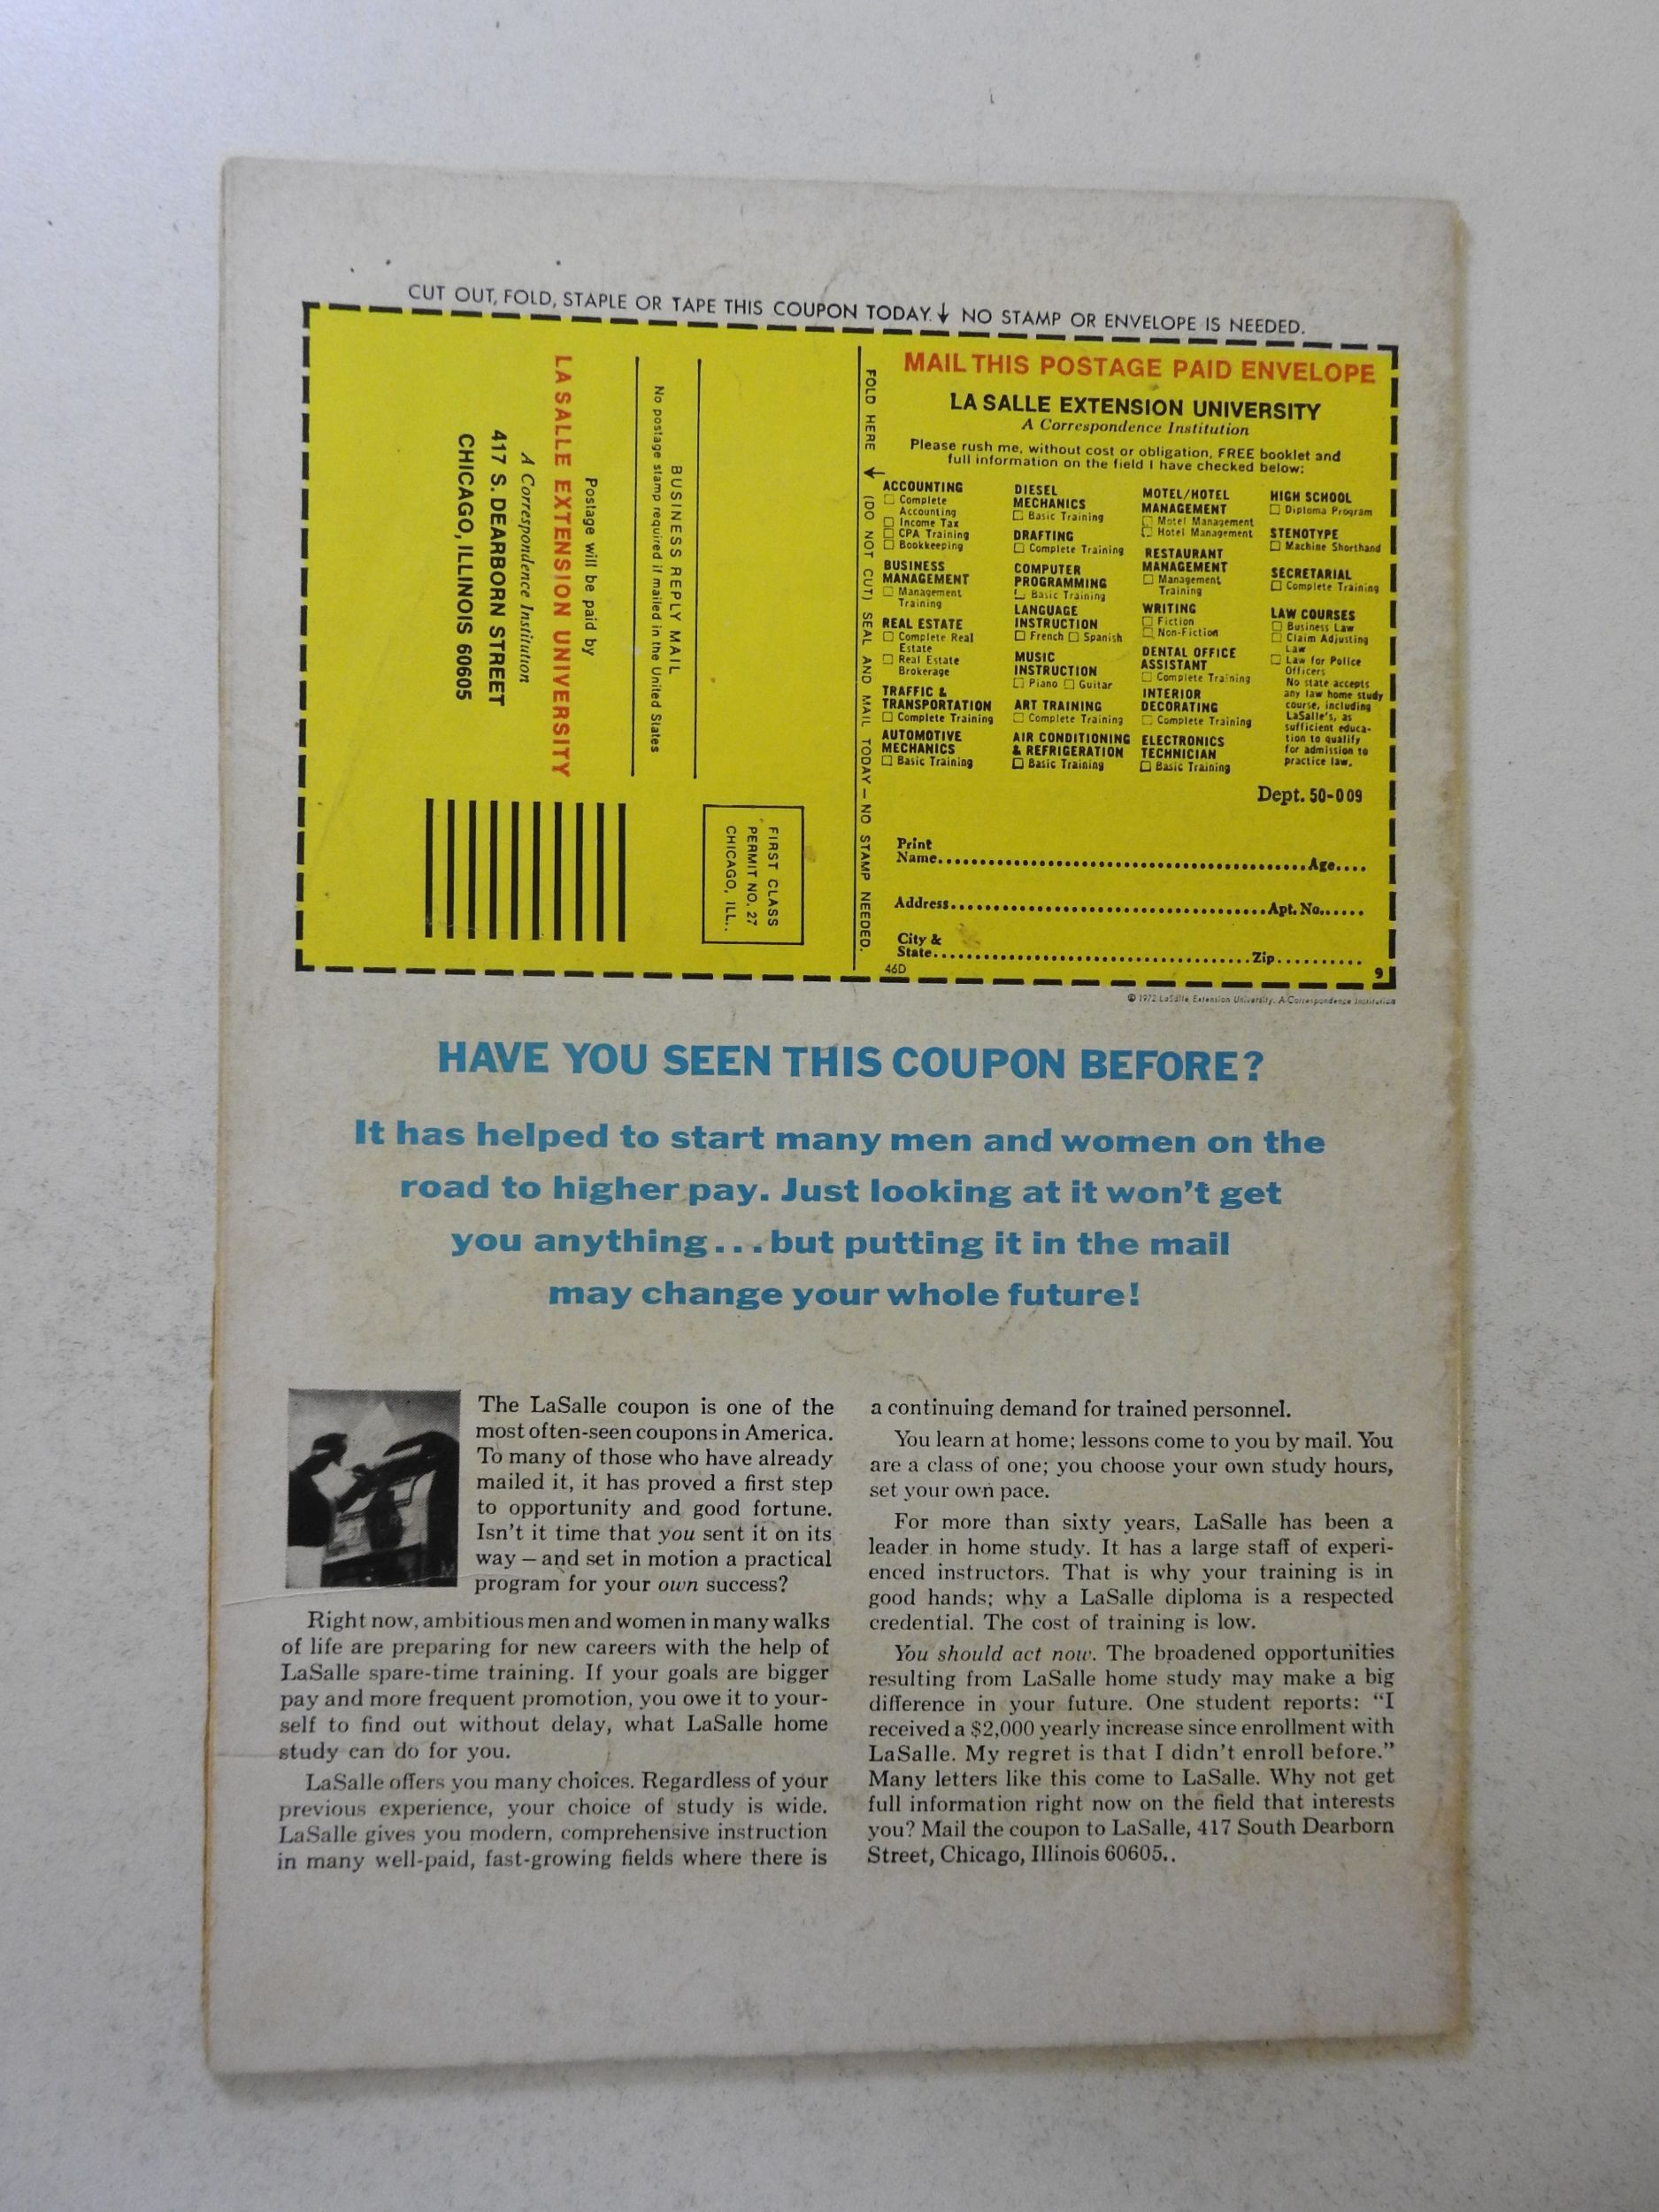 CUT OUT, FOLD, STAPLE OR TAPE THIS COUPON TODAY. ↓ NO STAMP OR ENVELOPE IS NEEDED.
LA SALLE EXTENSION UNIVERSITY
A Correspondence Institution
417 S. DEARBORN STREET
CHICAGO, ILLINOIS 60605
Postage will be paid by
No postage stamp required if mailed in the United States
BUSINESS REPLY MAIL
FIRST CLASS
PERMIT NO. 27
CHICAGO, ILL..
FOLD HERE ↓ (DO NOT CUT) SEAL AND MAIL TODAY — NO STAMP NEEDED.
MAIL THIS POSTAGE PAID ENVELOPE
LA SALLE EXTENSION UNIVERSITY
A Correspondence Institution
Please rush me, without cost or obligation, FREE booklet and
full information on the field I have checked below:
ACCOUNTING
☐ Complete
Accounting
☐ Income Tax
☐ CPA Training
☐ Bookkeeping
BUSINESS
MANAGEMENT
☐ Management
Training
REAL ESTATE
☐ Complete Real
Estate
☐ Real Estate
Brokerage
TRAFFIC &
TRANSPORTATION
☐ Complete Training
AUTOMOTIVE
MECHANICS
☐ Basic Training
DIESEL
MECHANICS
☐ Basic Training
DRAFTING
☐ Complete Training
COMPUTER
PROGRAMMING
☐ Basic Training
LANGUAGE
INSTRUCTION
☐ French ☐ Spanish
MUSIC
INSTRUCTION
☐ Piano ☐ Guitar
ART TRAINING
☐ Complete Training
AIR CONDITIONING
& REFRIGERATION
☐ Basic Training
MOTEL/HOTEL
MANAGEMENT
☐ Motel Management
☐ Hotel Management
RESTAURANT
MANAGEMENT
☐ Management
Training
WRITING
☐ Fiction
☐ Non-Fiction
DENTAL OFFICE
ASSISTANT
☐ Complete Training
INTERIOR
DECORATING
☐ Complete Training
ELECTRONICS
TECHNICIAN
☐ Basic Training
HIGH SCHOOL
☐ Diploma Program
STENOTYPE
☐ Machine Shorthand
SECRETARIAL
☐ Complete Training
LAW COURSES
☐ Business Law
☐ Claim Adjusting
Law
☐ Law for Police
Officers
No state accepts
any law home study
course, including
LaSalle's, as
sufficient educa-
tion to qualify
for admission to
practice law.
Dept. 50-009
Print
Name.......Age....
Address.......Apt. No......
City &
State.......Zip..........
46D 9
© 1972 LaSalle Extension University. A Correspondence Institution
HAVE YOU SEEN THIS COUPON BEFORE?
It has helped to start many men and women on the
road to higher pay. Just looking at it won't get
you anything...but putting it in the mail
may change your whole future!
The LaSalle coupon is one of the
most often-seen coupons in America.
To many of those who have already
mailed it, it has proved a first step
to opportunity and good fortune.
Isn't it time that you sent it on its
way – and set in motion a practical
program for your own success?
Right now, ambitious men and women in many walks
of life are preparing for new careers with the help of
LaSalle spare-time training. If your goals are bigger
pay and more frequent promotion, you owe it to your-
self to find out without delay, what LaSalle home
study can do for you.
LaSalle offers you many choices. Regardless of your
previous experience, your choice of study is wide.
LaSalle gives you modern, comprehensive instruction
in many well-paid, fast-growing fields where there is
a continuing demand for trained personnel.
You learn at home; lessons come to you by mail. You
are a class of one; you choose your own study hours,
set your own pace.
For more than sixty years, LaSalle has been a
leader in home study. It has a large staff of experi-
enced instructors. That is why your training is in
good hands; why a LaSalle diploma is a respected
credential. The cost of training is low.
You should act now. The broadened opportunities
resulting from LaSalle home study may make a big
difference in your future. One student reports: "I
received a $2,000 yearly increase since enrollment with
LaSalle. My regret is that I didn't enroll before."
Many letters like this come to LaSalle. Why not get
full information right now on the field that interests
you? Mail the coupon to LaSalle, 417 South Dearborn
Street, Chicago, Illinois 60605..